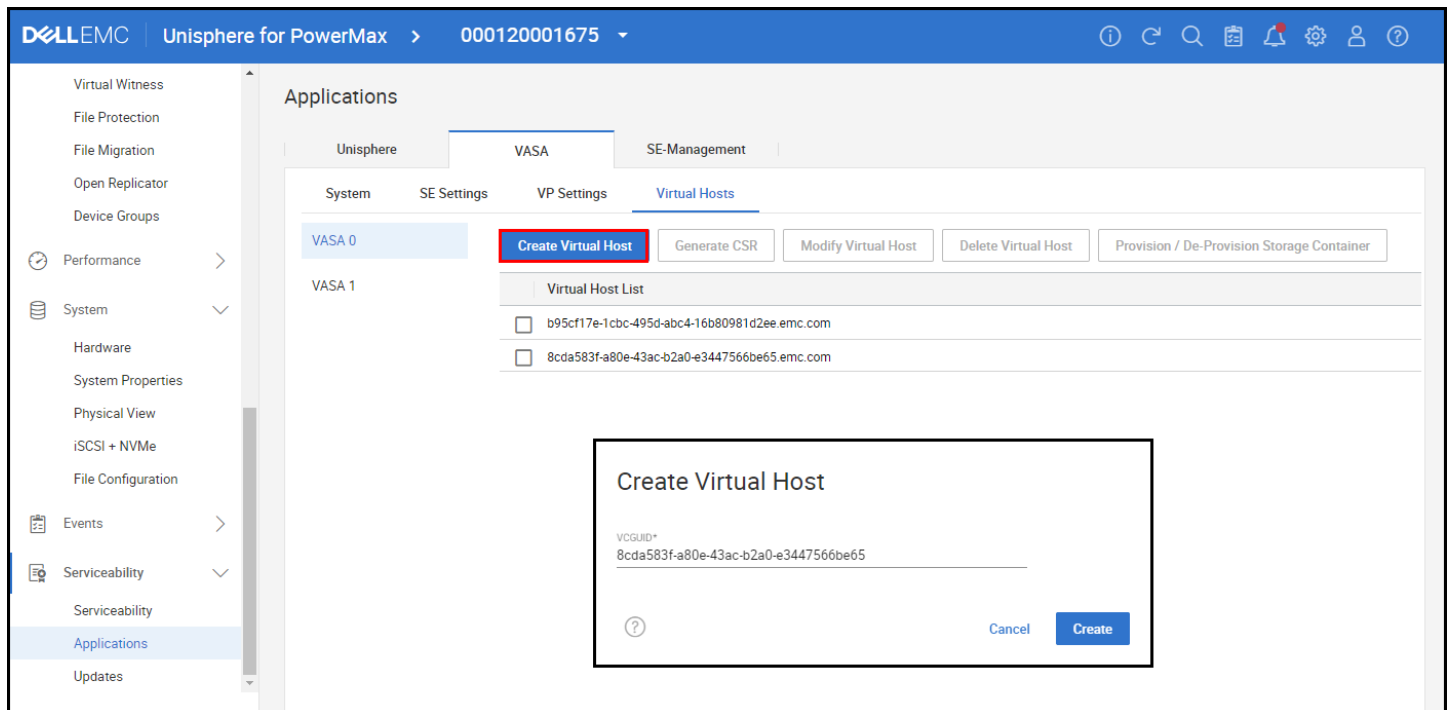 DELLEMC Unisphere for PowerMax > 000120001675
Virtual Witness
File Protection
File Migration
Open Replicator
Device Groups
Performance
System
Hardware
System Properties
Physical View
iSCSI + NVMe
File Configuration
Events
Serviceability
Serviceability
Applications
Updates
Applications
Unisphere VASA SE-Management
System SE Settings VP Settings Virtual Hosts
VASA 0
VASA 1
Create Virtual Host Generate CSR Modify Virtual Host Delete Virtual Host Provision / De-Provision Storage Container
Virtual Host List
b95cf17e-1cbc-495d-abc4-16b80981d2ee.emc.com
8cda583f-a80e-43ac-b2a0-e3447566be65.emc.com
Create Virtual Host
VCGUID*
8cda583f-a80e-43ac-b2a0-e3447566be65
Cancel Create